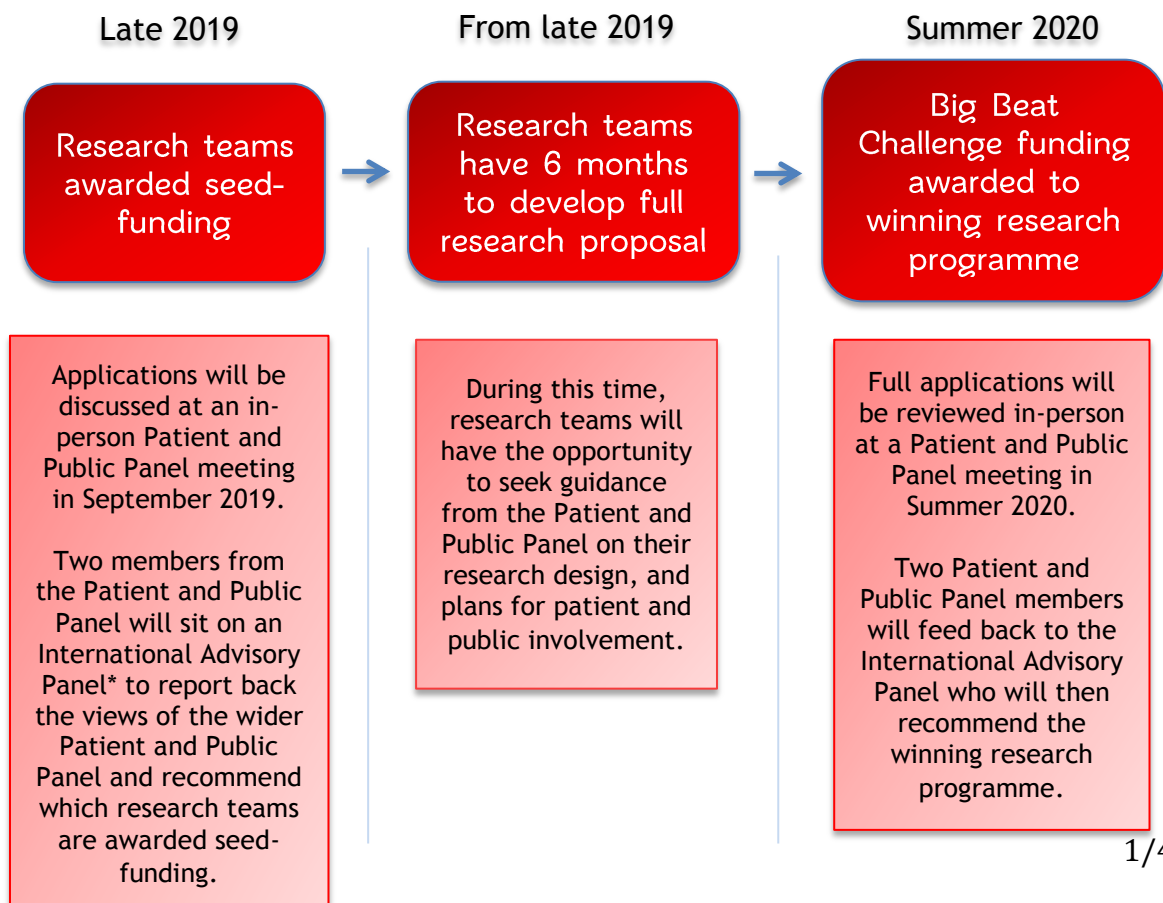 Late 2019
Research teams
awarded seed-
funding
Applications will be
discussed at an in-
person Patient and
Public Panel meeting
in September 2019.
Two members from
the Patient and Public
Panel will sit on an
International Advisory
Panel* to report back
the views of the wider
Patient and Public
Panel and recommend
which research teams
are awarded seed-
funding.
From late 2019
Research teams
have 6 months
to develop full
research proposal
During this time,
research teams will
have the opportunity
to seek guidance
from the Patient and
Public Panel on their
research design, and
plans for patient and
public involvement.
Summer 2020
Big Beat
Challenge funding
awarded to
winning research
programme
Full applications will
be reviewed in-person
at a Patient and Public
Panel meeting in
Summer 2020.
Two Patient and
Public Panel members
will feed back to the
International Advisory
Panel who will then
recommend the
winning research
programme.
1/4